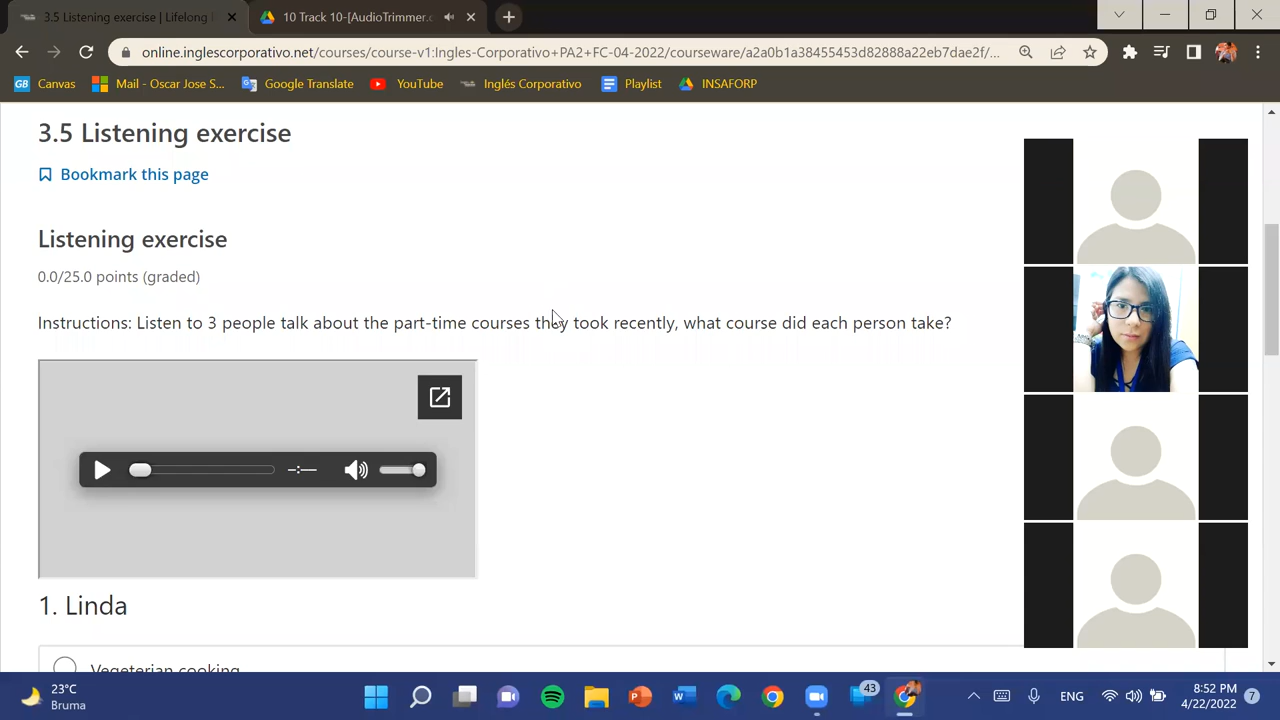 3.5 Listening exercise | Lifelong
10 Track 10-[AudioTrimmer.c
online.inglescorporativo.net/courses/course-v1:Ingles-Corporativo+PA2+FC-04-2022/courseware/a2a0b1a38455453d82888a22eb7dae2f/...
GB Canvas
Mail - Oscar Jose S...
Google Translate
YouTube
Inglés Corporativo
Playlist
INSAFORP
3.5 Listening exercise
Bookmark this page
Listening exercise
0.0/25.0 points (graded)
Instructions: Listen to 3 people talk about the part-time courses they took recently, what course did each person take?
-:--
1. Linda
Vegeterian cooking
23°C
Bruma
43
ENG
8:52 PM
4/22/2022
7